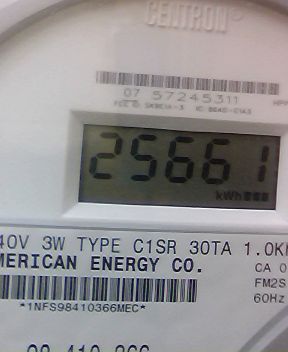 CENTRON®
07 57245311
25661
kWh
40V 3W TYPE C1SR 30TA 1.0K
MERICAN ENERGY CO.
CA 0
FM2S
60Hz
*1NFS98410366MEC*